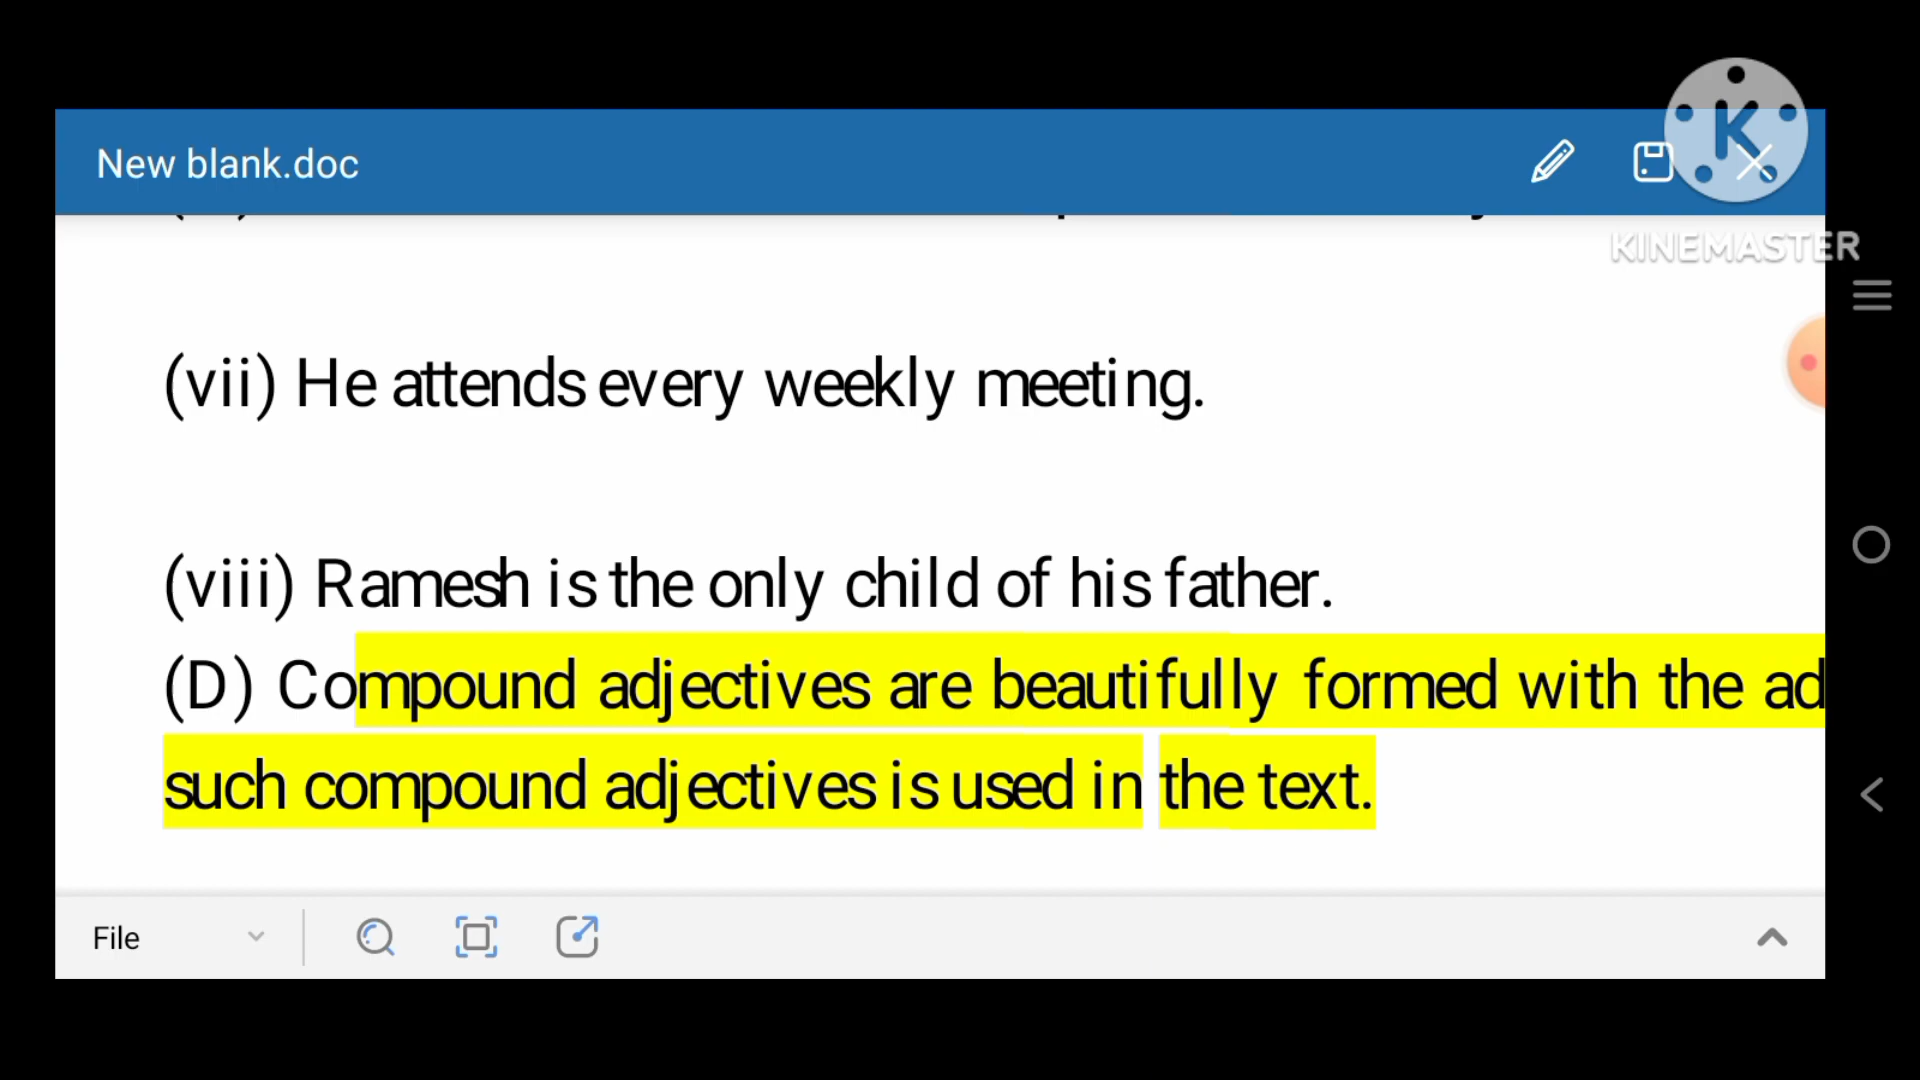 New blank.doc
K
KINEMASTER
(vii) He attends every weekly meeting.
(viii) Ramesh is the only child of his father.
(D) Compound adjectives are beautifully formed with the ad
such compound adjectives is used in the text.
File